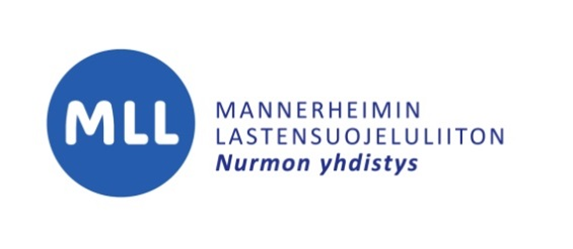 MLL
MANNERHEIMIN
LASTENSUOJELULIITON
Nurmon yhdistys